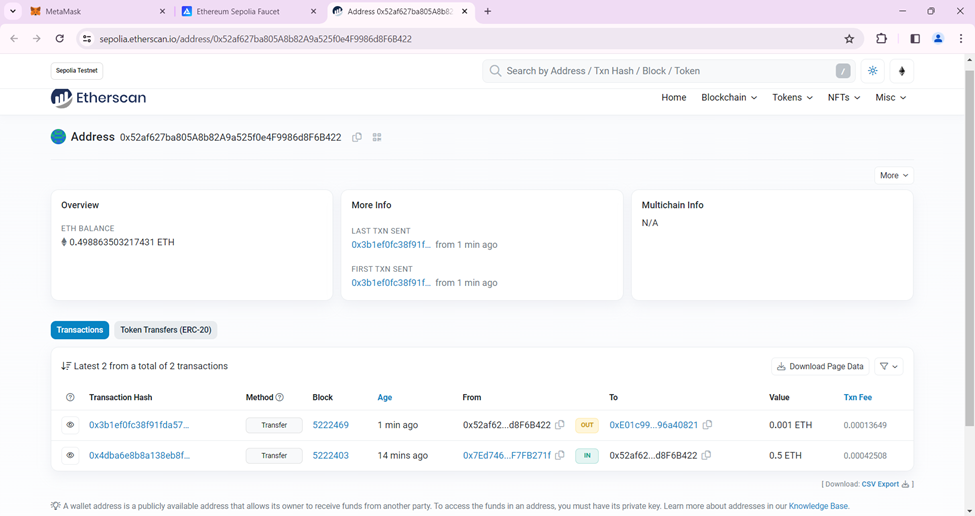 MetaMask
Ethereum Sepolia Faucet
Address 0x52af627ba805A8b82
sepolia.etherscan.io/address/0x52af627ba805A8b82A9a525f0e4F9986d8F6B422
Sepolia Testnet
Search by Address / Txn Hash / Block / Token
/
Etherscan
Home Blockchain Tokens NFTs Misc
Address 0x52af627ba805A8b82A9a525f0e4F9986d8F6B422
More
Overview
ETH BALANCE
0.498863503217431 ETH
More Info
LAST TXN SENT
0x3b1ef0fc38f91f... from 1 min ago
FIRST TXN SENT
0x3b1ef0fc38f91f... from 1 min ago
Multichain Info
N/A
Transactions Token Transfers (ERC-20)
Latest 2 from a total of 2 transactions
Download Page Data
Transaction Hash Method Block Age From To Value Txn Fee
0x3b1ef0fc38f91fda57... Transfer 5222469 1 min ago 0x52af62...d8F6B422 OUT 0xE01c99...96a40821 0.001 ETH 0.00013649
0x4dba6e8b8a138eb8f... Transfer 5222403 14 mins ago 0x7Ed746...F7FB271f IN 0x52af62...d8F6B422 0.5 ETH 0.00042508
[ Download: CSV Export ]
A wallet address is a publicly available address that allows its owner to receive funds from another party. To access the funds in an address, you must have its private key. Learn more about addresses in our Knowledge Base.